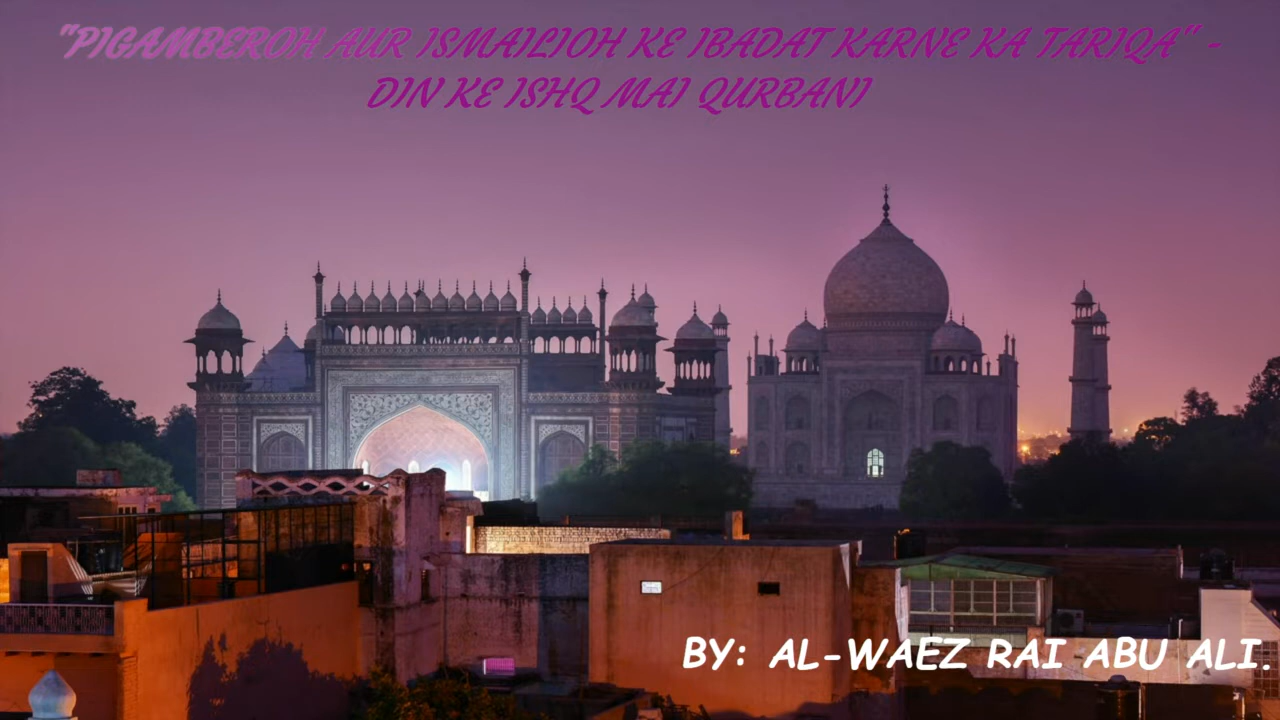 "PIGAMBEROH AUR ISMAILIOH KE IBADAT KARNE KA TARIQA" -
DIN KE ISHQ MAI QURBANI
BY: AL-WAEZ RAI ABU ALI.